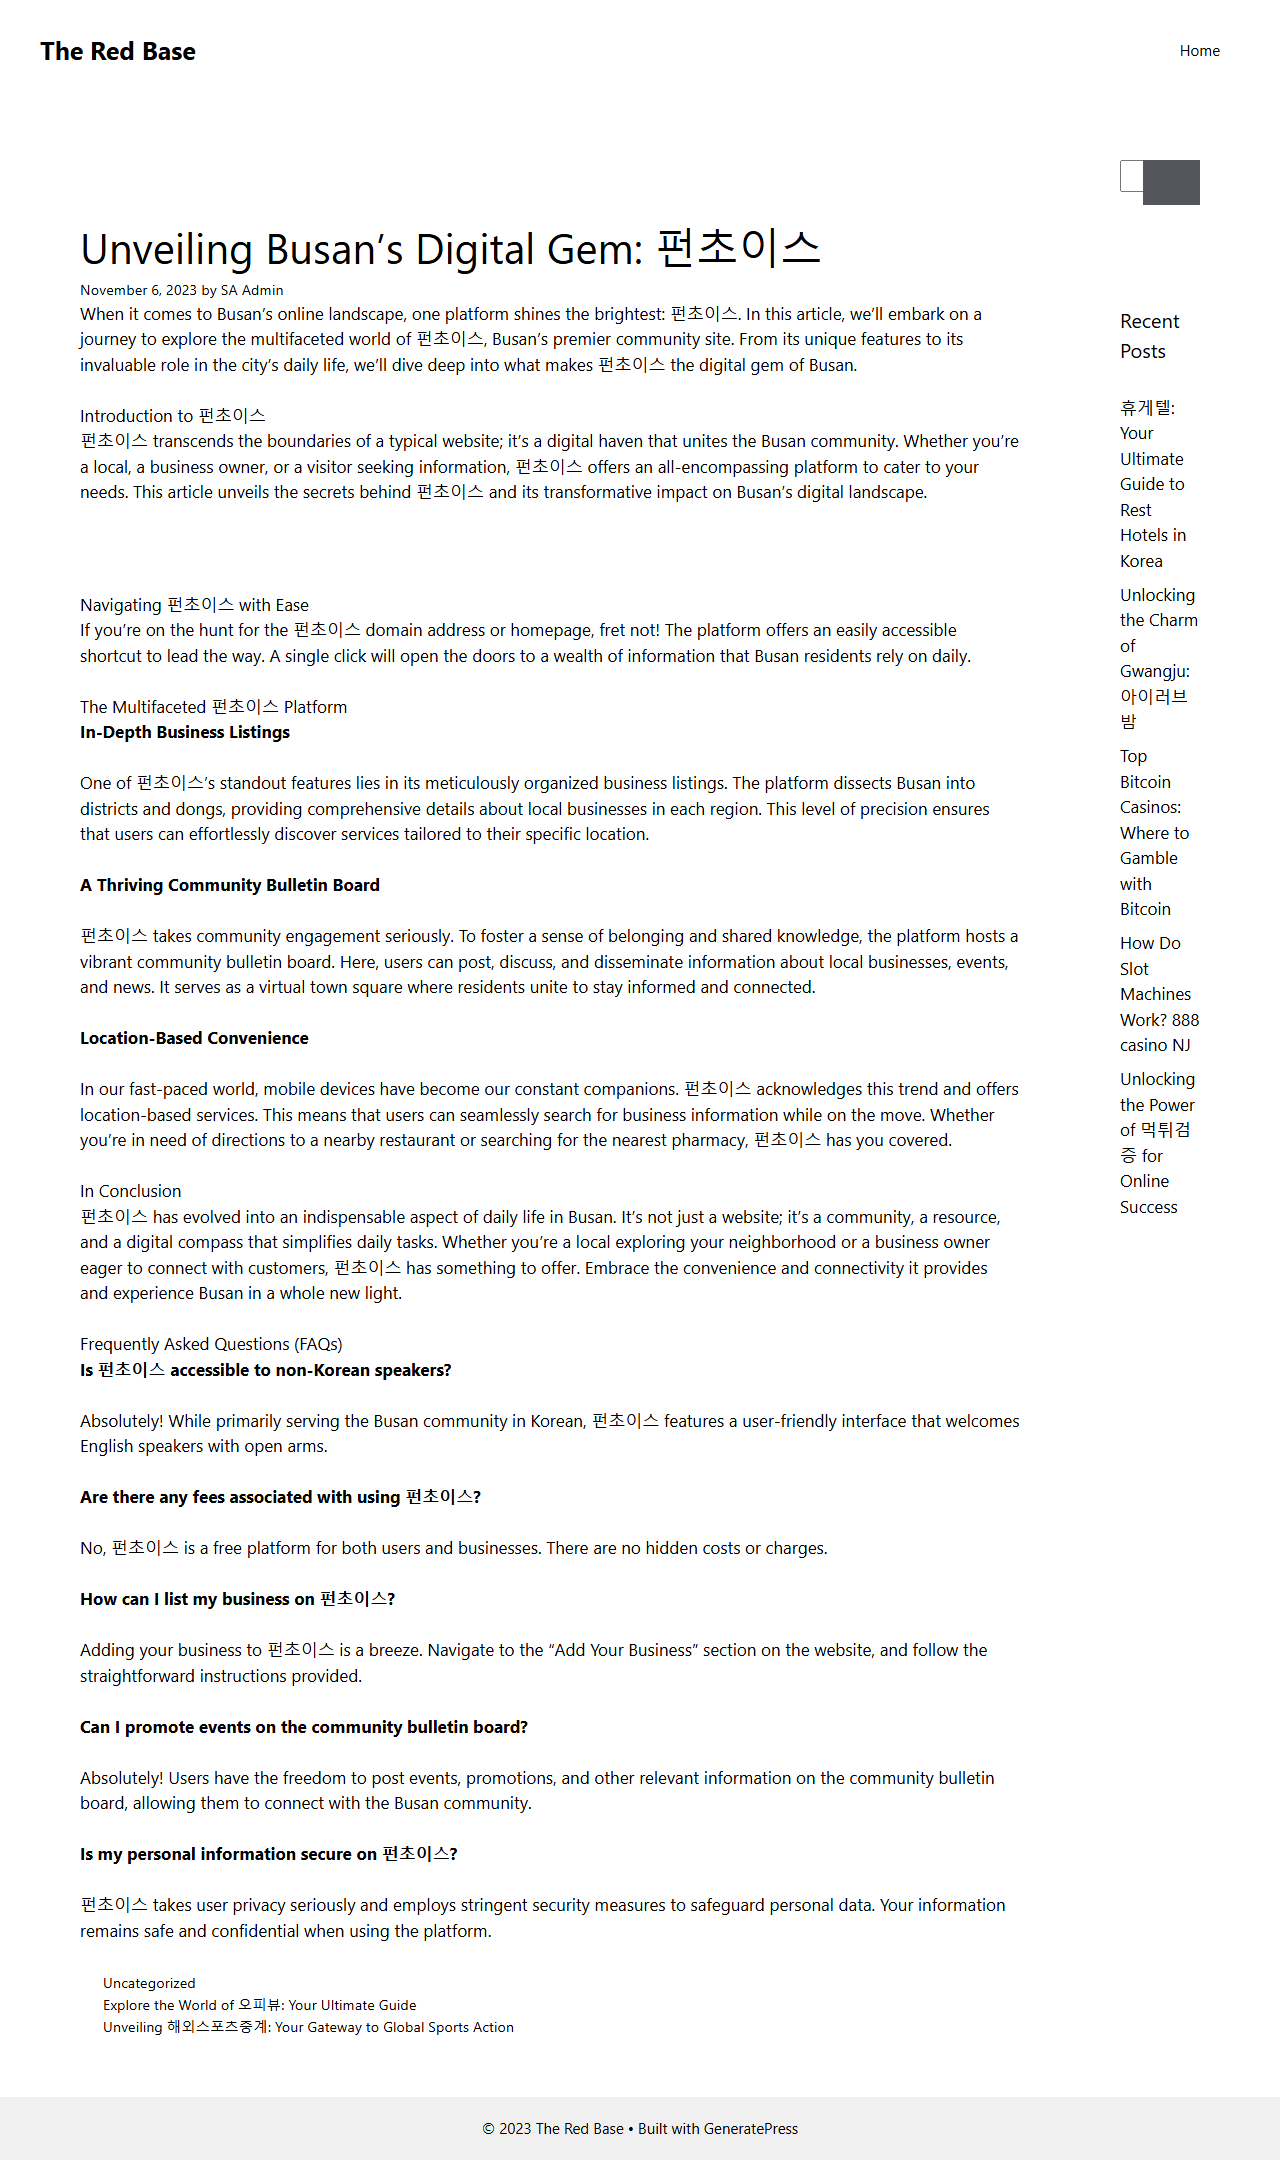 The Red Base
Home
Unveiling Busan’s Digital Gem: 펀초이스
November 6, 2023 by SA Admin
When it comes to Busan’s online landscape, one platform shines the brightest: 펀초이스. In this article, we’ll embark on a
journey to explore the multifaceted world of 펀초이스, Busan’s premier community site. From its unique features to its
invaluable role in the city’s daily life, we’ll dive deep into what makes 펀초이스 the digital gem of Busan.
Introduction to 펀초이스
펀초이스 transcends the boundaries of a typical website; it’s a digital haven that unites the Busan community. Whether you’re
a local, a business owner, or a visitor seeking information, 펀초이스 offers an all-encompassing platform to cater to your
needs. This article unveils the secrets behind 펀초이스 and its transformative impact on Busan’s digital landscape.
Navigating 펀초이스 with Ease
If you’re on the hunt for the 펀초이스 domain address or homepage, fret not! The platform offers an easily accessible
shortcut to lead the way. A single click will open the doors to a wealth of information that Busan residents rely on daily.
The Multifaceted 펀초이스 Platform
In-Depth Business Listings
One of 펀초이스’s standout features lies in its meticulously organized business listings. The platform dissects Busan into
districts and dongs, providing comprehensive details about local businesses in each region. This level of precision ensures
that users can effortlessly discover services tailored to their specific location.
A Thriving Community Bulletin Board
펀초이스 takes community engagement seriously. To foster a sense of belonging and shared knowledge, the platform hosts a
vibrant community bulletin board. Here, users can post, discuss, and disseminate information about local businesses, events,
and news. It serves as a virtual town square where residents unite to stay informed and connected.
Location-Based Convenience
In our fast-paced world, mobile devices have become our constant companions. 펀초이스 acknowledges this trend and offers
location-based services. This means that users can seamlessly search for business information while on the move. Whether
you’re in need of directions to a nearby restaurant or searching for the nearest pharmacy, 펀초이스 has you covered.
In Conclusion
펀초이스 has evolved into an indispensable aspect of daily life in Busan. It’s not just a website; it’s a community, a resource,
and a digital compass that simplifies daily tasks. Whether you’re a local exploring your neighborhood or a business owner
eager to connect with customers, 펀초이스 has something to offer. Embrace the convenience and connectivity it provides
and experience Busan in a whole new light.
Frequently Asked Questions (FAQs)
Is 펀초이스 accessible to non-Korean speakers?
Absolutely! While primarily serving the Busan community in Korean, 펀초이스 features a user-friendly interface that welcomes
English speakers with open arms.
Are there any fees associated with using 펀초이스?
No, 펀초이스 is a free platform for both users and businesses. There are no hidden costs or charges.
How can I list my business on 펀초이스?
Adding your business to 펀초이스 is a breeze. Navigate to the “Add Your Business” section on the website, and follow the
straightforward instructions provided.
Can I promote events on the community bulletin board?
Absolutely! Users have the freedom to post events, promotions, and other relevant information on the community bulletin
board, allowing them to connect with the Busan community.
Is my personal information secure on 펀초이스?
펀초이스 takes user privacy seriously and employs stringent security measures to safeguard personal data. Your information
remains safe and confidential when using the platform.
Uncategorized
Explore the World of 오피뷰: Your Ultimate Guide
Unveiling 해외스포츠중계: Your Gateway to Global Sports Action
Recent
Posts
휴게텔:
Your
Ultimate
Guide to
Rest
Hotels in
Korea
Unlocking
the Charm
of
Gwangju:
아이러브
밤
Top
Bitcoin
Casinos:
Where to
Gamble
with
Bitcoin
How Do
Slot
Machines
Work? 888
casino NJ
Unlocking
the Power
of 먹튀검
증 for
Online
Success
© 2023 The Red Base • Built with GeneratePress